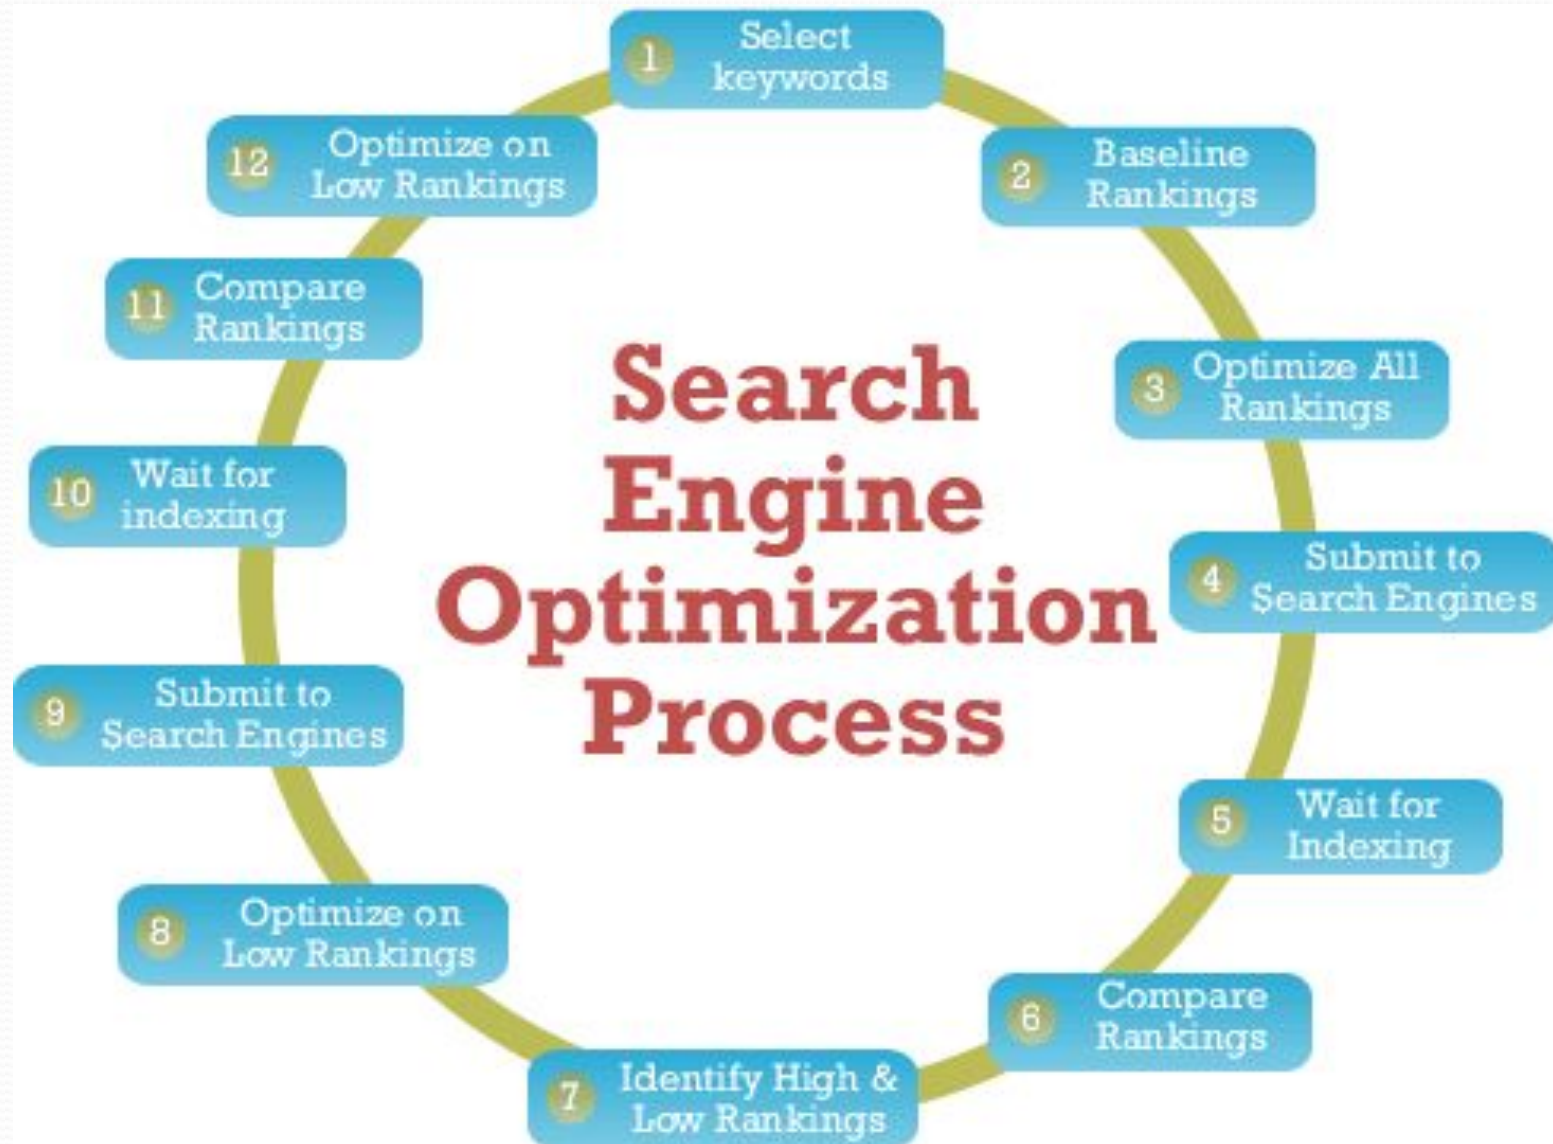 Search
Engine
Optimization
Process
1
Select
keywords
2
Baseline
Rankings
3
Optimize All
Rankings
4
Submit to
Search Engines
5
Wait for
Indexing
6
Compare
Rankings
7
Identify High &
Low Rankings
8
Optimize on
Low Rankings
9
Submit to
Search Engines
10
Wait for
indexing
11
Compare
Rankings
12
Optimize on
Low Rankings